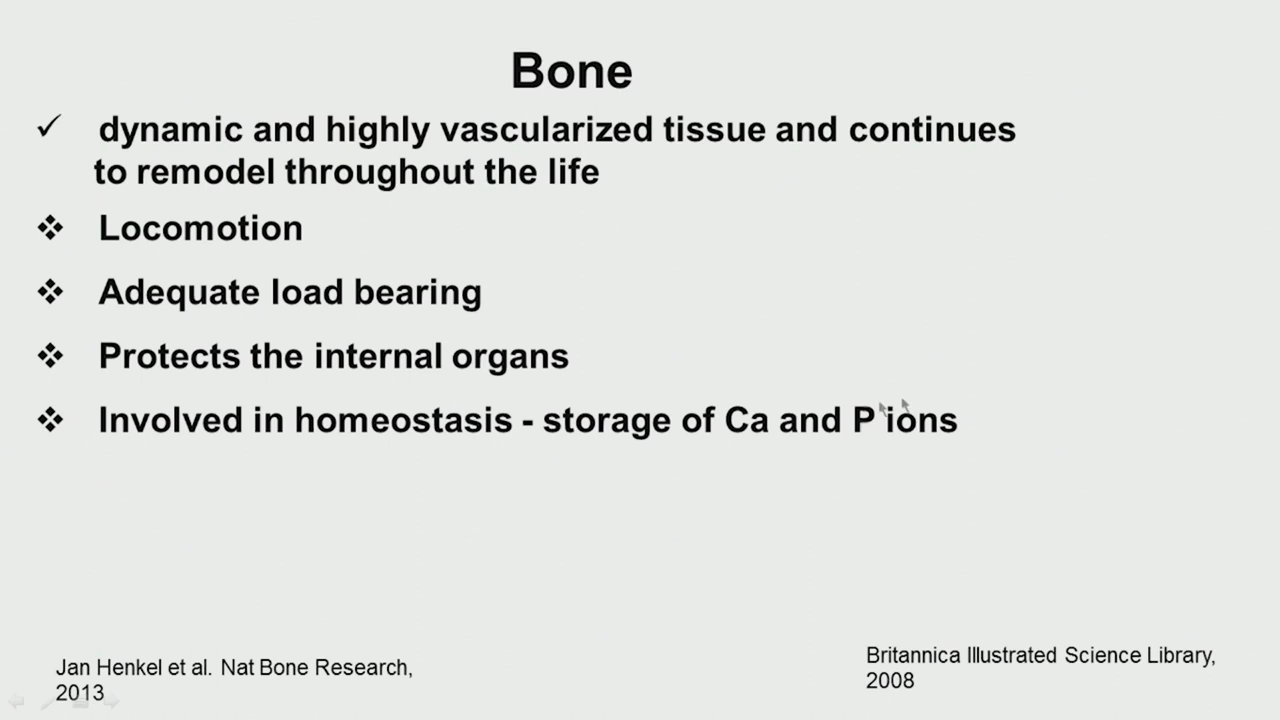 Bone
✓ dynamic and highly vascularized tissue and continues
to remodel throughout the life
❖ Locomotion
❖ Adequate load bearing
❖ Protects the internal organs
❖ Involved in homeostasis - storage of Ca and P ions
Jan Henkel et al. Nat Bone Research,
2013
Britannica Illustrated Science Library,
2008